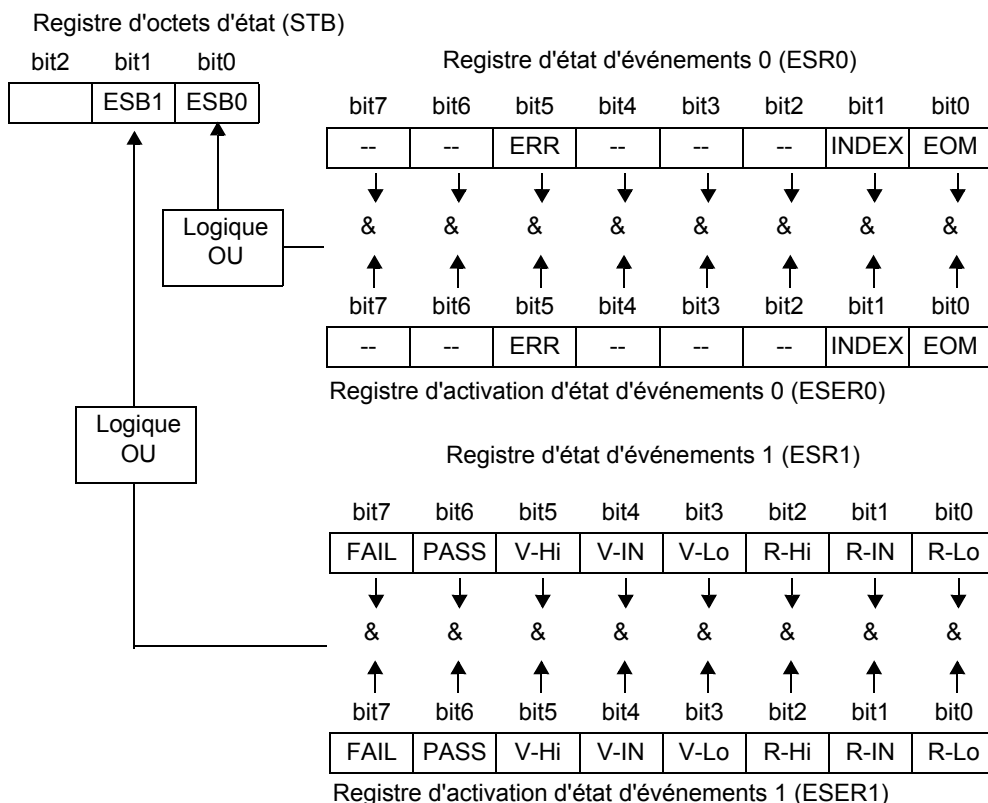 Registre d'octets d'état (STB)
bit2 bit1 bit0
ESB1 ESB0
Registre d'état d'événements 0 (ESR0)
bit7 bit6 bit5 bit4 bit3 bit2 bit1 bit0
-- -- ERR -- -- -- INDEX EOM
Logique
OU
& & & & & & & &
bit7 bit6 bit5 bit4 bit3 bit2 bit1 bit0
-- -- ERR -- -- -- INDEX EOM
Registre d'activation d'état d'événements 0 (ESER0)
Logique
OU
Registre d'état d'événements 1 (ESR1)
bit7 bit6 bit5 bit4 bit3 bit2 bit1 bit0
FAIL PASS V-Hi V-IN V-Lo R-Hi R-IN R-Lo
& & & & & & & &
bit7 bit6 bit5 bit4 bit3 bit2 bit1 bit0
FAIL PASS V-Hi V-IN V-Lo R-Hi R-IN R-Lo
Registre d'activation d'état d'événements 1 (ESER1)